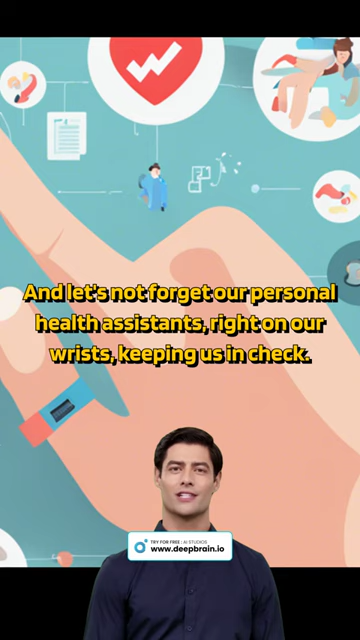 And let's not forget our personal
health assistants, right on our
wrists, keeping us in check.
TRY FOR FREE : AI STUDIOS
www.deepbrain.io